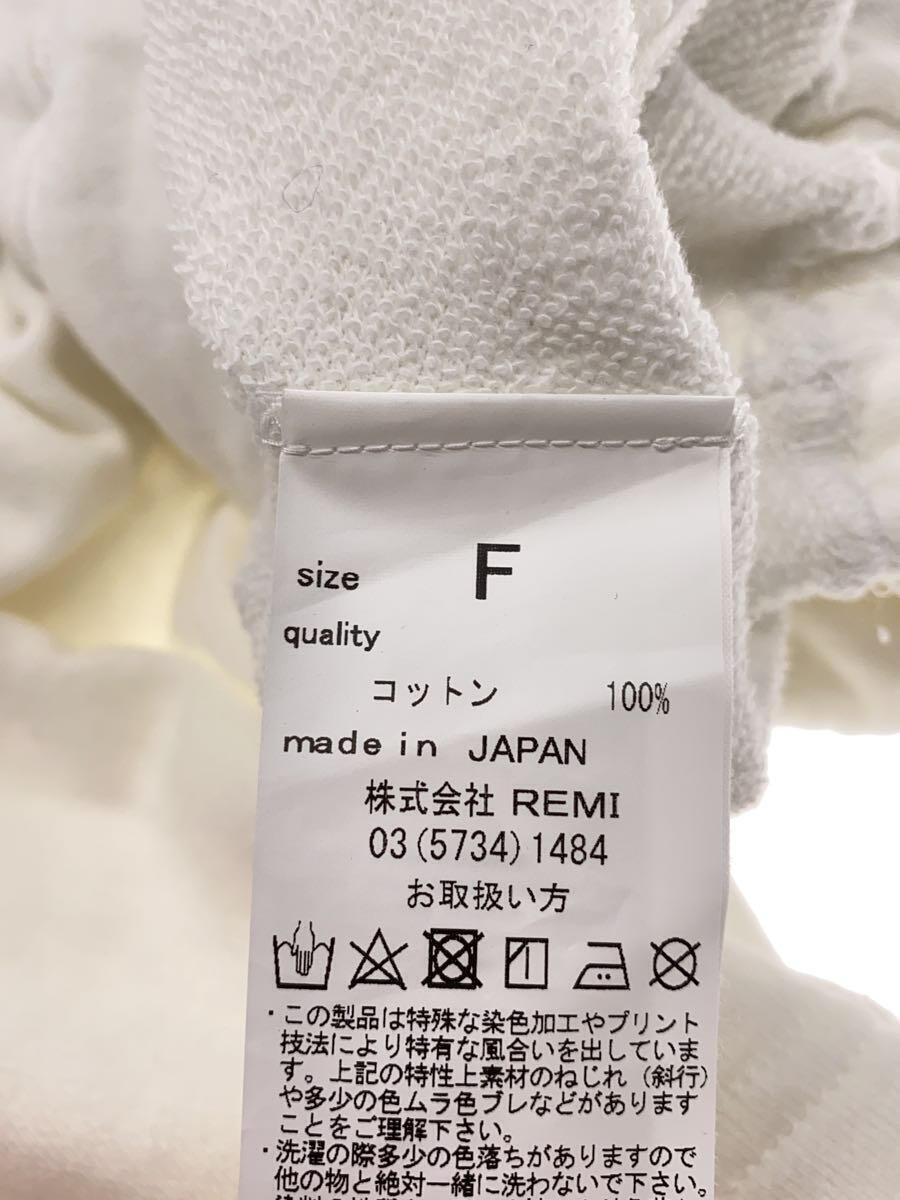 size F
quality
コットン 100%
made in JAPAN
株式会社 REMI
03(5734)1484
お取扱い方
・この製品は特殊な染色加工やプリント
技法により特有な風合いを出していま
す。上記の特性上素材のねじれ(斜行)
や多少の色ムラ色ブレなどがあります
ことをご理解下さい。
・洗濯の際多少の色落ちがありますので
他の物と絶対一緒に洗わないで下さい。